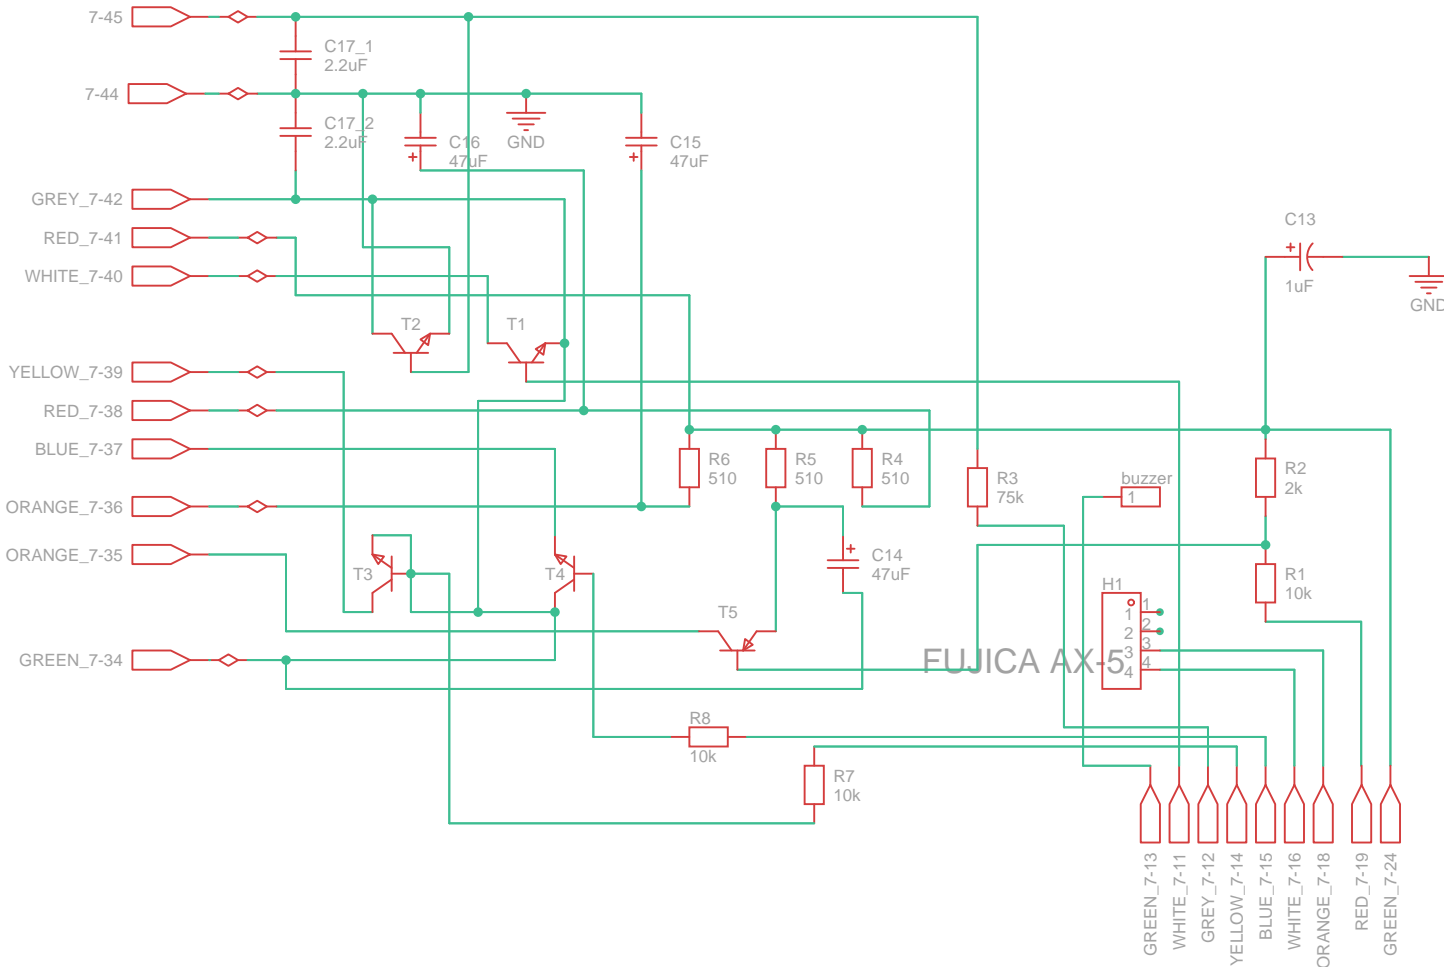 7-45
C17_1
2.2uF
7-44
C17_2
2.2uF
C16
47uF
GND
C15
47uF
GREY_7-42
RED_7-41
WHITE_7-40
C13
1uF
GND
T2
T1
YELLOW_7-39
RED_7-38
BLUE_7-37
ORANGE_7-36
ORANGE_7-35
GREEN_7-34
R6
510
R5
510
R4
510
R3
75k
buzzer
1
R2
2k
T3
T4
C14
47uF
R1
10k
H1
1
1
2
2
3
3
4
4
T5
FUJICA AX-5
R8
10k
R7
10k
GREEN_7-13
WHITE_7-11
GREY_7-12
YELLOW_7-14
BLUE_7-15
WHITE_7-16
ORANGE_7-18
RED_7-19
GREEN_7-24